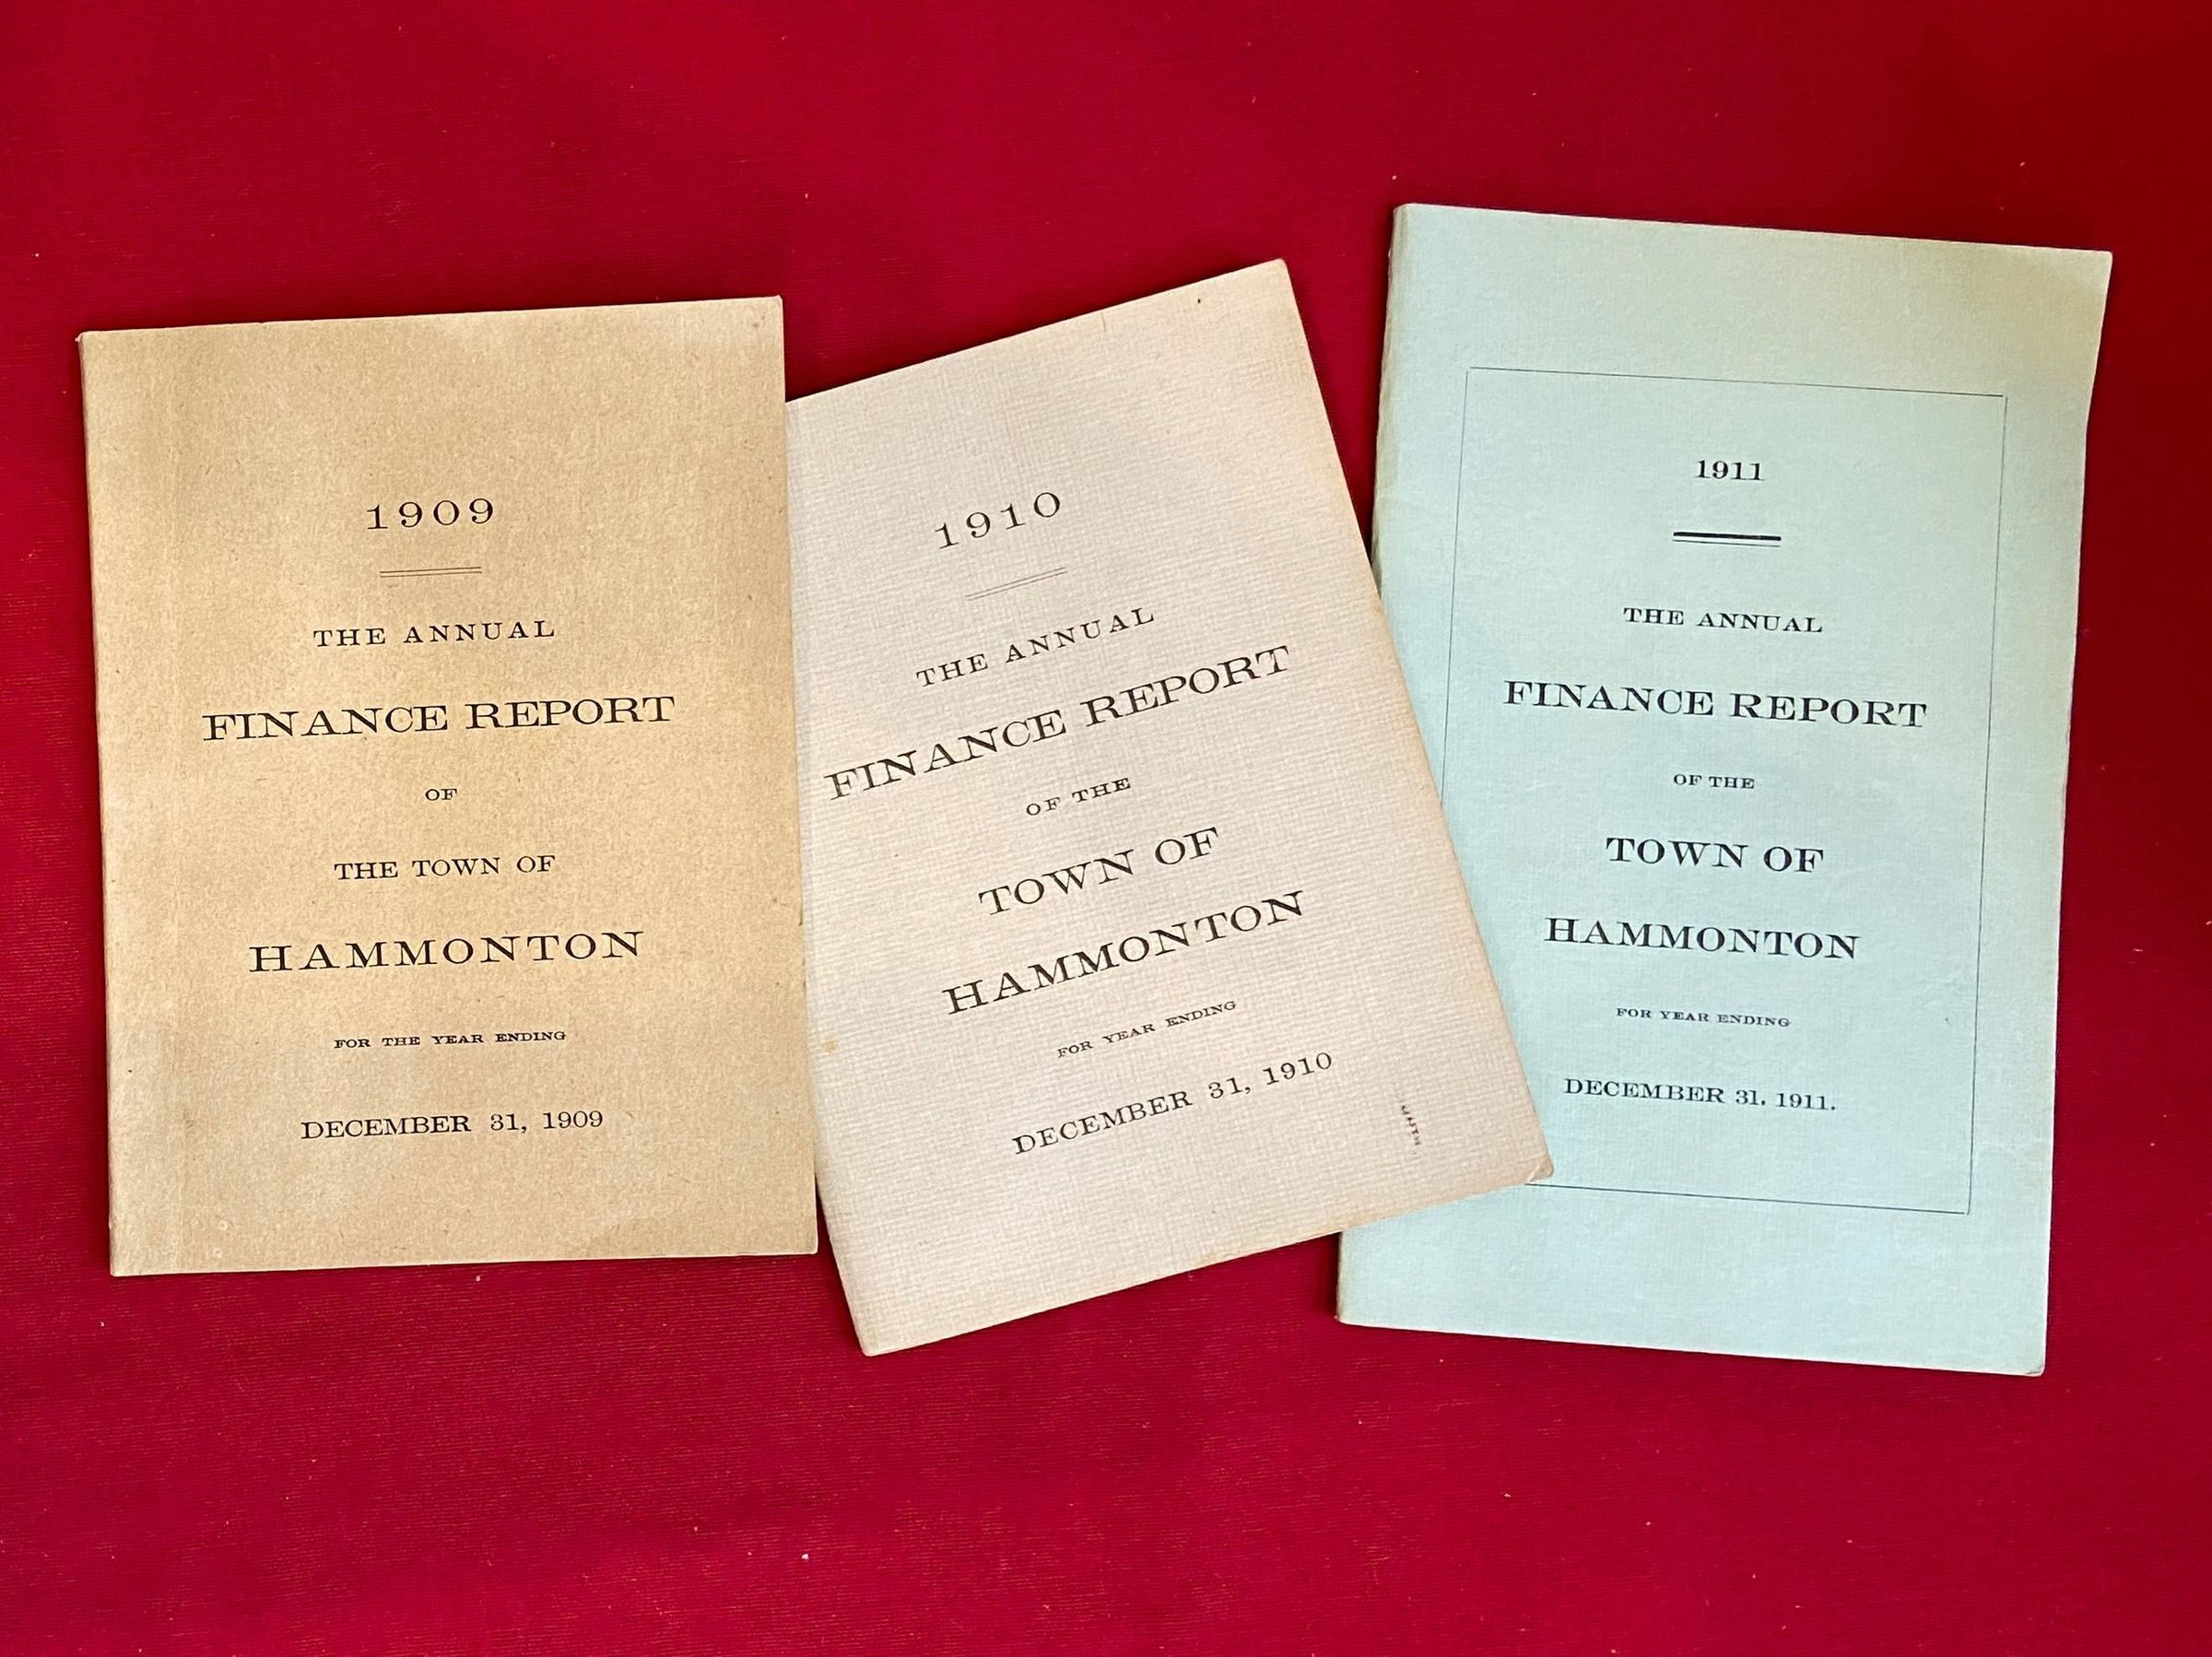 1909
THE ANNUAL
FINANCE REPORT
OF
THE TOWN OF
HAMMONTON
FOR THE YEAR ENDING
DECEMBER 31, 1909
1910
THE ANNUAL
FINANCE REPORT
OF THE
TOWN OF
HAMMONTON
FOR YEAR ENDING
DECEMBER 31, 1910
1911
THE ANNUAL
FINANCE REPORT
OF THE
TOWN OF
HAMMONTON
FOR YEAR ENDING
DECEMBER 31. 1911.